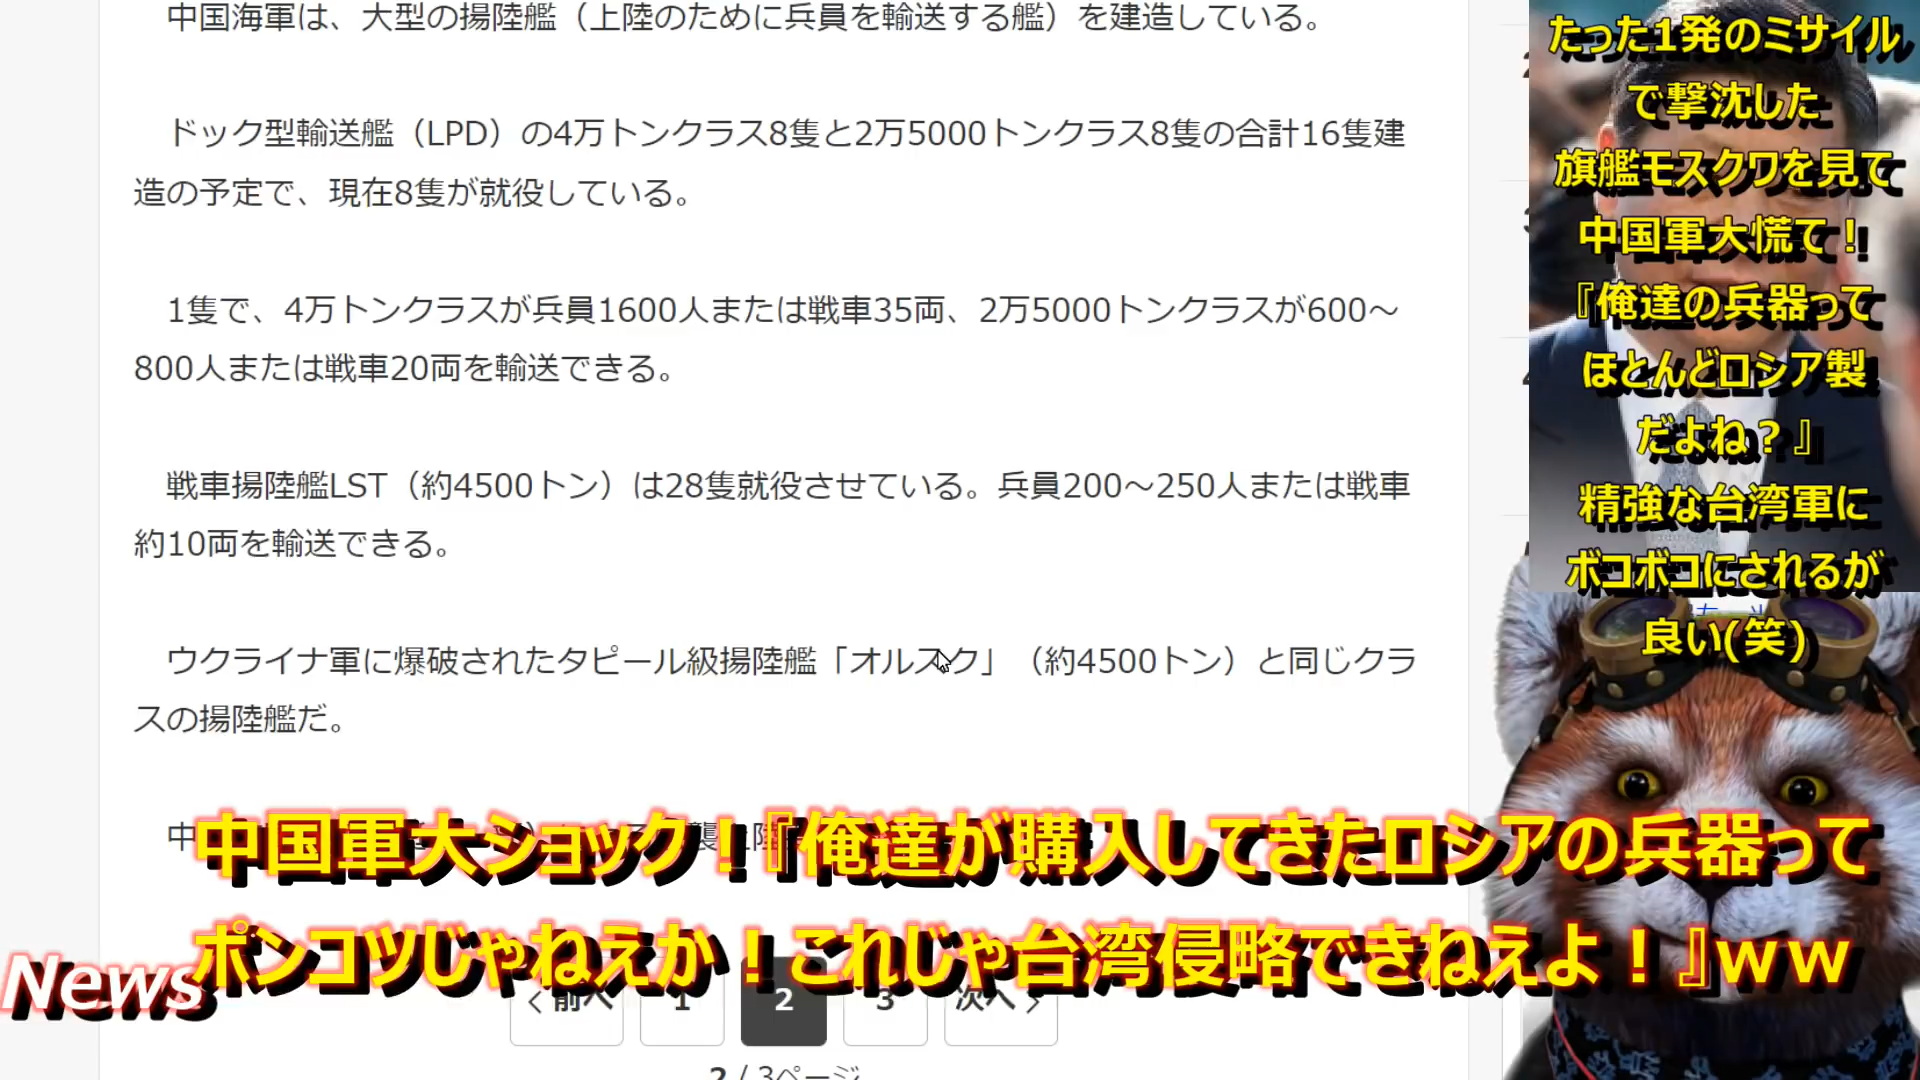 中国海軍は、大型の揚陸艦（上陸のために兵員を輸送する艦）を建造している。
ドック型輸送艦（LPD）の4万トンクラス8隻と2万5000トンクラス8隻の合計16隻建
造の予定で、現在8隻が就役している。
1隻で、4万トンクラスが兵員1600人または戦車35両、2万5000トンクラスが600～
800人または戦車20両を輸送できる。
戦車揚陸艦LST（約4500トン）は28隻就役させている。兵員200～250人または戦車
約10両を輸送できる。
ウクライナ軍に爆破されたタピール級揚陸艦「オルスク」（約4500トン）と同じクラ
スの揚陸艦だ。
中
たった1発のミサイル
で撃沈した
旗艦モスクワを見て
中国軍大慌て！
『俺達の兵器って
ほとんどロシア製
だよね？』
精強な台湾軍に
ボコボコにされるが
良い(笑)
中国軍大ショック！『俺達が購入してきたロシアの兵器って
ポンコツじゃねえか！これじゃ台湾侵略できねえよ！』ｗｗ
News
< 前へ 1 2 3 次へ >
2 / 3ページ